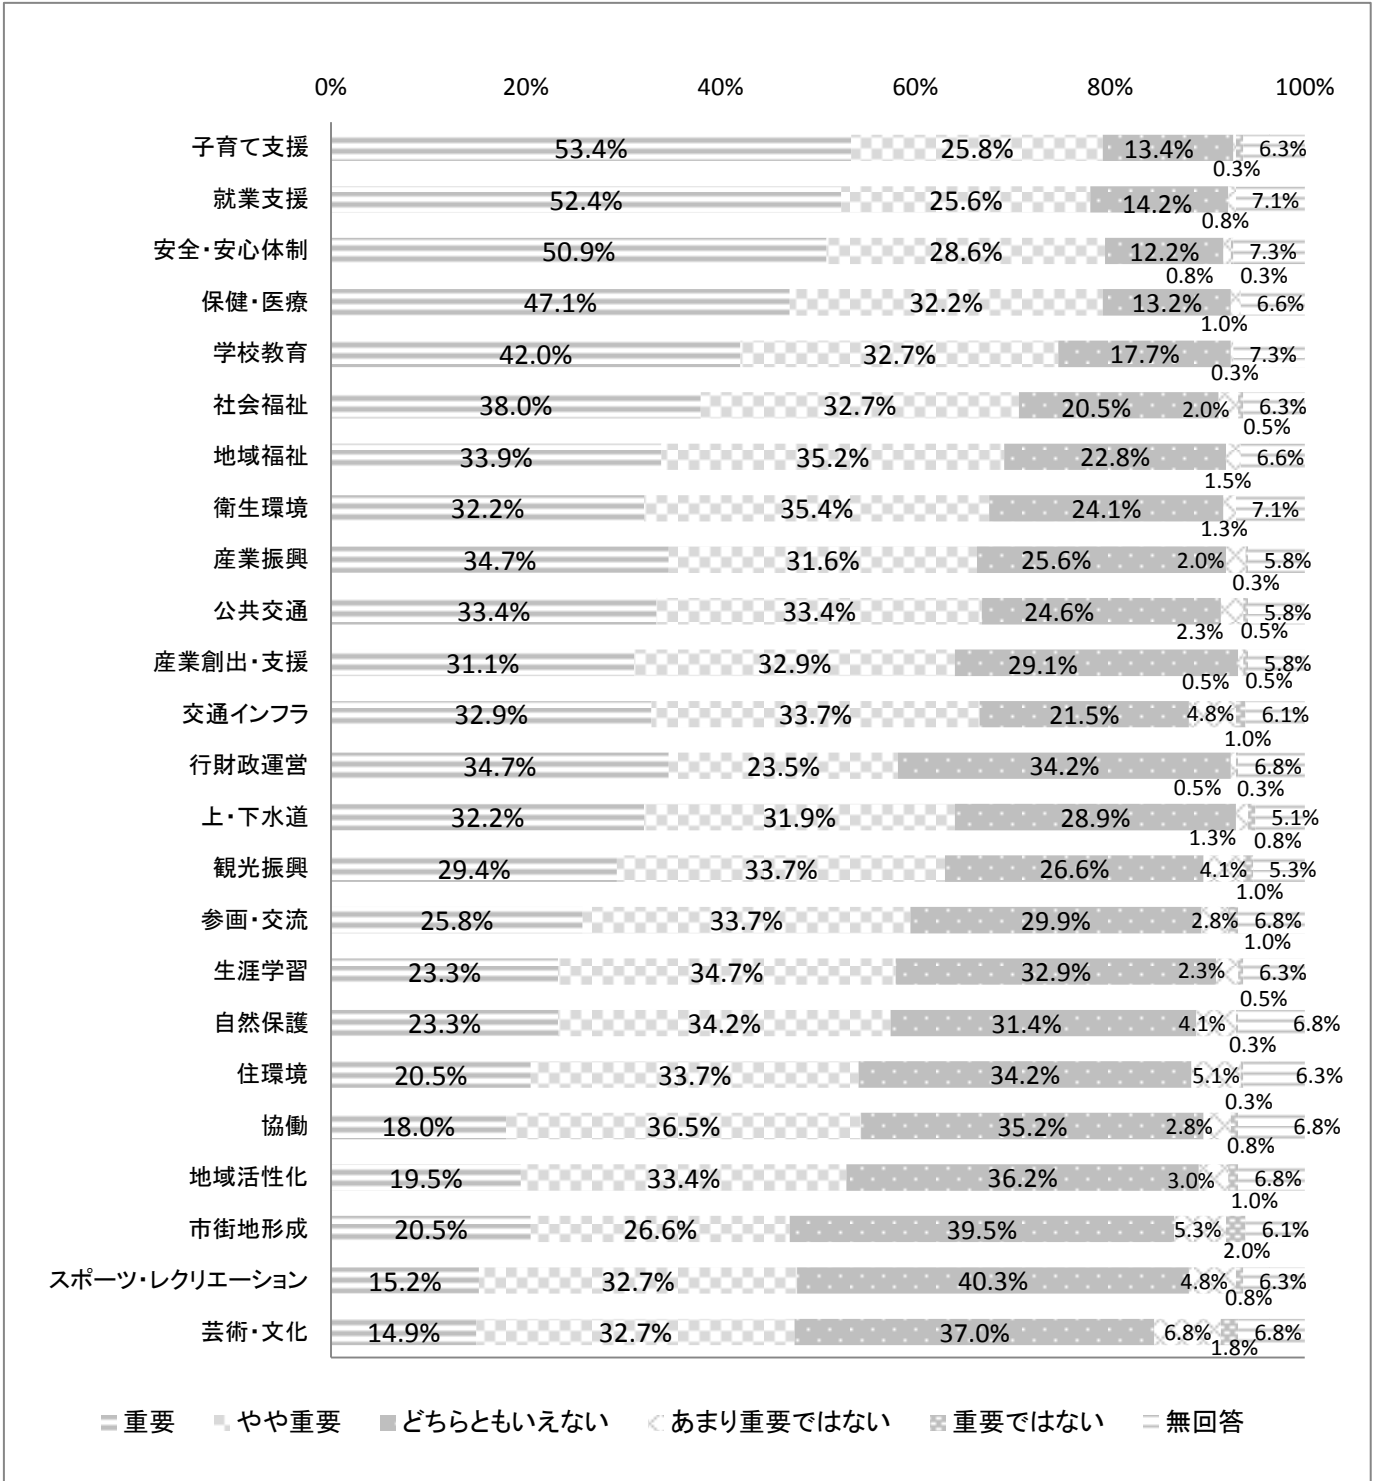 0% 20% 40% 60% 80% 100%
子育て支援 53.4% 25.8% 13.4% 6.3%
0.3%
就業支援 52.4% 25.6% 14.2% 7.1%
0.8%
安全・安心体制 50.9% 28.6% 12.2% 7.3%
0.8% 0.3%
保健・医療 47.1% 32.2% 13.2% 6.6%
1.0%
学校教育 42.0% 32.7% 17.7% 7.3%
0.3%
社会福祉 38.0% 32.7% 20.5% 2.0% 6.3%
0.5%
地域福祉 33.9% 35.2% 22.8% 6.6%
1.5%
衛生環境 32.2% 35.4% 24.1% 7.1%
1.3%
産業振興 34.7% 31.6% 25.6% 2.0% 5.8%
0.3%
公共交通 33.4% 33.4% 24.6% 5.8%
2.3% 0.5%
産業創出・支援 31.1% 32.9% 29.1% 5.8%
0.5% 0.5%
交通インフラ 32.9% 33.7% 21.5% 4.8% 6.1%
1.0%
行財政運営 34.7% 23.5% 34.2% 6.8%
0.5% 0.3%
上・下水道 32.2% 31.9% 28.9% 5.1%
1.3% 0.8%
観光振興 29.4% 33.7% 26.6% 4.1% 5.3%
1.0%
参画・交流 25.8% 33.7% 29.9% 2.8% 6.8%
1.0%
生涯学習 23.3% 34.7% 32.9% 2.3% 6.3%
0.5%
自然保護 23.3% 34.2% 31.4% 4.1% 6.8%
0.3%
住環境 20.5% 33.7% 34.2% 5.1% 6.3%
0.3%
協働 18.0% 36.5% 35.2% 2.8% 6.8%
0.8%
地域活性化 19.5% 33.4% 36.2% 3.0% 6.8%
1.0%
市街地形成 20.5% 26.6% 39.5% 5.3% 6.1%
2.0%
スポーツ・レクリエーション 15.2% 32.7% 40.3% 4.8% 6.3%
0.8%
芸術・文化 14.9% 32.7% 37.0% 6.8% 6.8%
1.8%
重要 やや重要 どちらともいえない あまり重要ではない 重要ではない 無回答